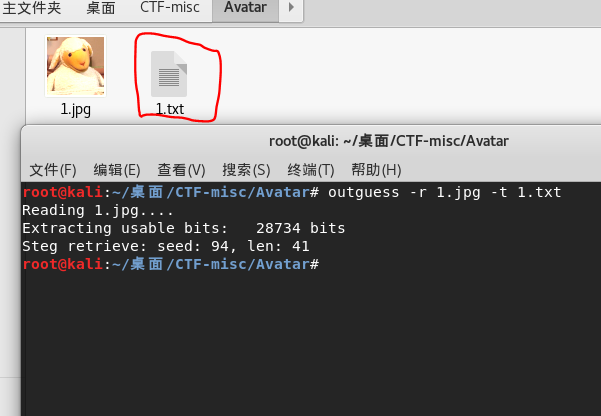 主文件夹 桌面 CTF-misc Avatar
1.jpg 1.txt
root@kali: ~/桌面/CTF-misc/Avatar
文件(F) 编辑(E) 查看(V) 搜索(S) 终端(T) 帮助(H)
root@kali:~/桌面/CTF-misc/Avatar# outguess -r 1.jpg -t 1.txt
Reading 1.jpg....
Extracting usable bits:   28734 bits
Steg retrieve: seed: 94, len: 41
root@kali:~/桌面/CTF-misc/Avatar#